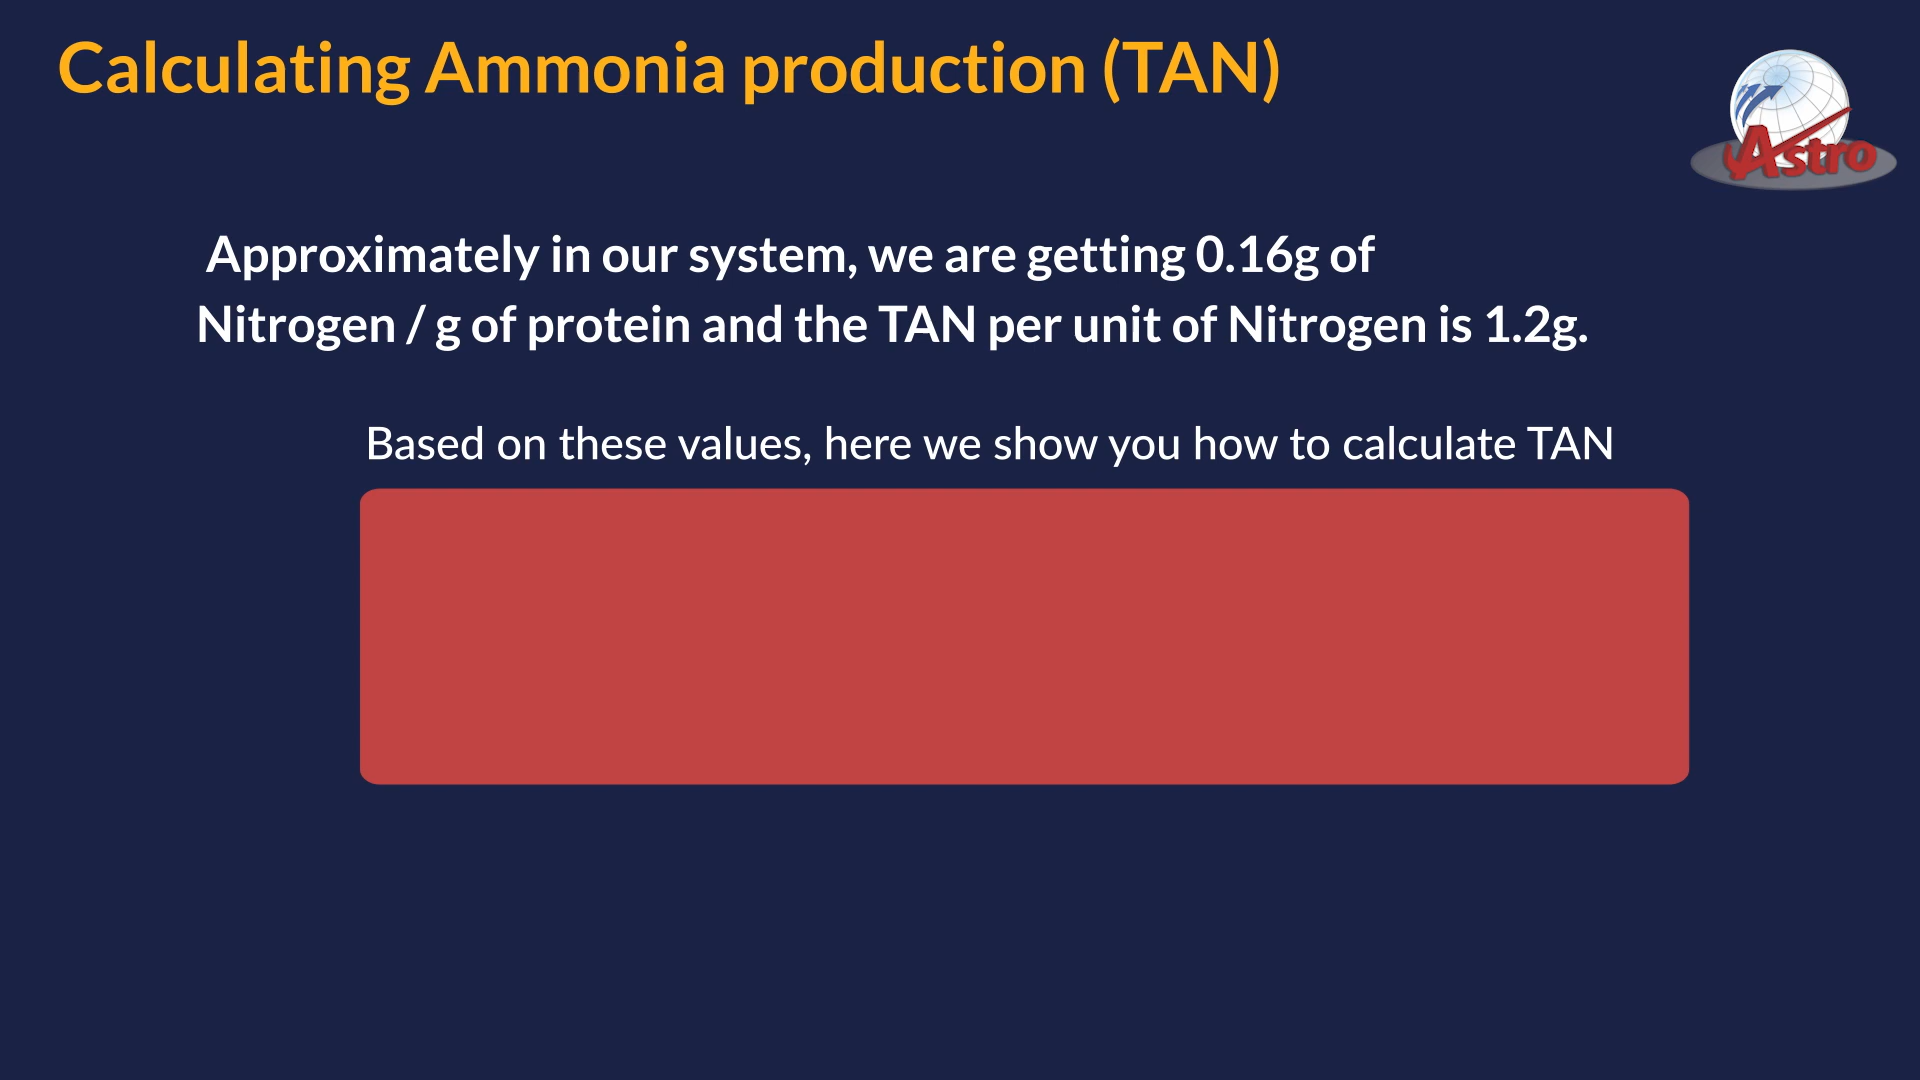 Calculating Ammonia production (TAN)
Astro
Approximately in our system, we are getting 0.16g of
Nitrogen / g of protein and the TAN per unit of Nitrogen is 1.2g.
Based on these values, here we show you how to calculate TAN